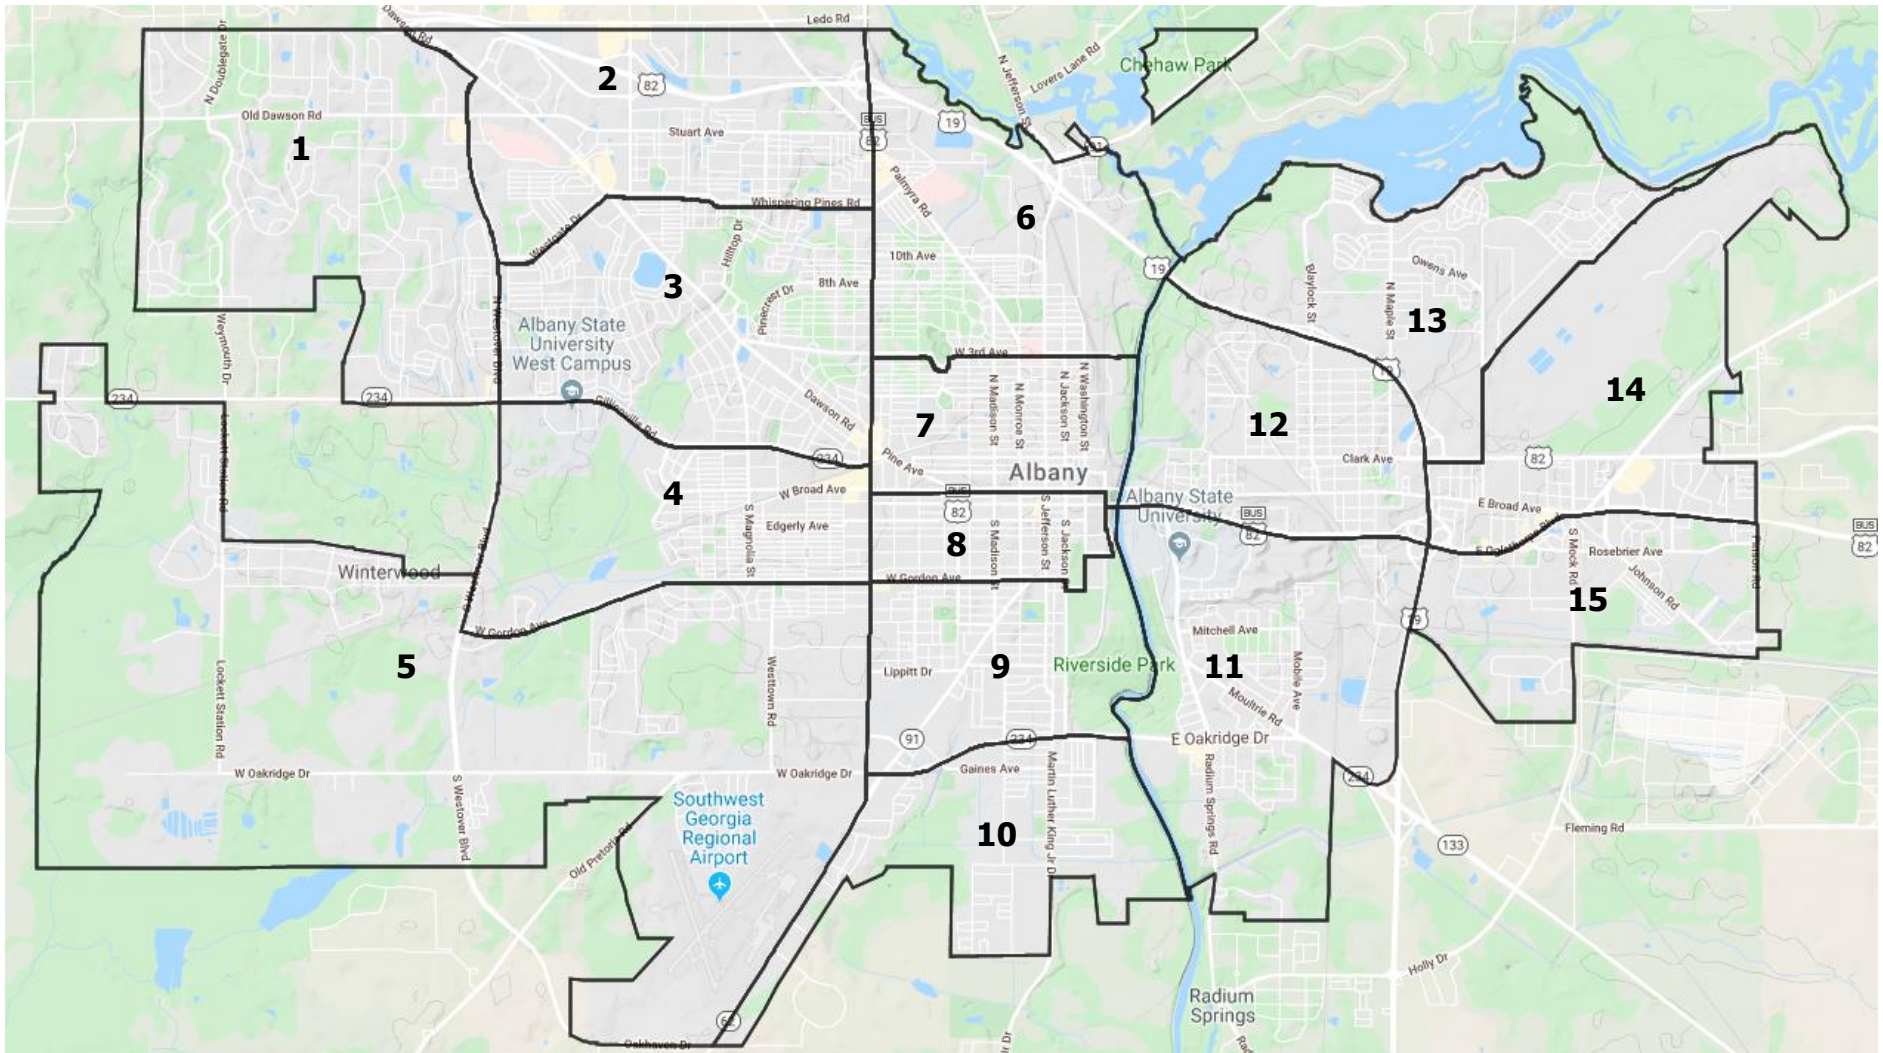 Dawson Rd
Ledo Rd
N Doublegate Dr
2
82
N Jefferson St
Lovers Lane Rd
Chehaw Park
Old Dawson Rd
1
Stuart Ave
BUS
82
19
91
Palmyra Rd
Whispering Pines Rd
Westgate Dr
Hilltop Dr
6
10th Ave
8th Ave
3
Pinecrest Dr
19
Blaylock St
Owens Ave
N Maple St
13
Weymouth Dr
N Westover Blvd
Albany State
University
West Campus
W 3rd Ave
19
234
234
Gillionville Rd
Dawson Rd
N Madison St
N Monroe St
N Jackson St
N Washington St
7
12
14
Lockett Station Rd
234
Pine Ave
Albany
Clark Ave
82
4
W Broad Ave
BUS
82
S Jefferson St
Albany State
University
BUS
82
E Broad Ave
S Magnolia St
Edgerly Ave
8
S Madison St
S Jackson
E Oglethorpe Blvd
S Mock Rd
Rosebrier Ave
Pinson Rd
BUS
82
Winterwood
W Gordon Ave
Johnson Rd
15
W Gordon Ave
Mitchell Ave
19
5
Lockett Station Rd
Westtown Rd
Lippitt Dr
9
Riverside Park
11
Mobile Ave
Moultrie Rd
91
234
E Oakridge Dr
W Oakridge Dr
W Oakridge Dr
Gaines Ave
234
S Westover Blvd
Martin Luther King Jr D
Radium Springs Rd
Southwest
Georgia
Regional
Airport
Old Pretoria Rd
10
Fleming Rd
133
Holly Dr
Radium
Springs
62
Oakhaven Dr
lr Dr
Rad